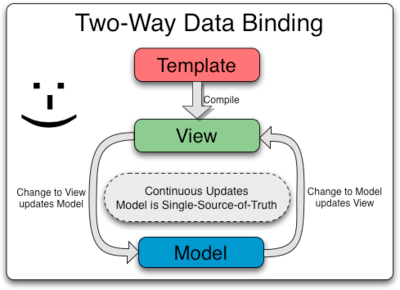 Two-Way Data Binding
Template
Compile
View
Change to View
updates Model
Continuous Updates
Model is Single-Source-of-Truth
Change to Model
updates View
Model